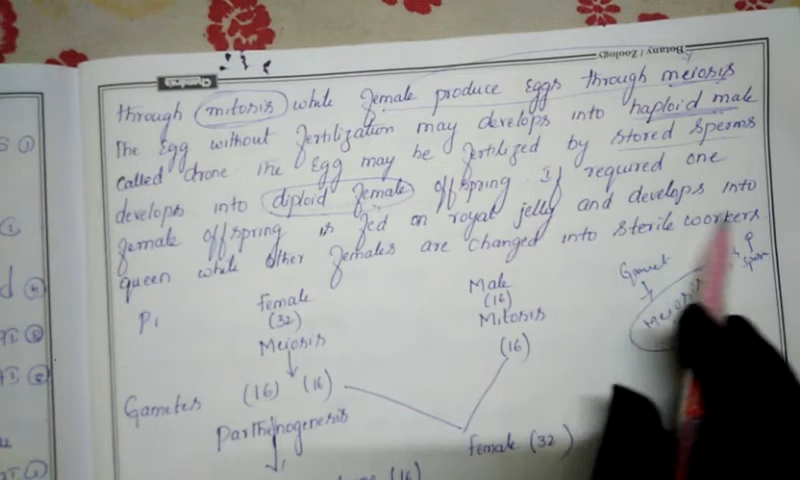 Botany / Zoology
through mitosis while female produce Eggs through meiosis
The Egg without fertilization may develops into haploid male
called drone The Egg may be fertilized by stored sperms
develops into diploid female offspring If required one
female offspring is fed on royal jelly and develops into
queen while other females are changed into sterile workers
P1 Female Male
(32) (16)
Meiosis Mitosis
Gamet
Meiosis
sperm
(16)
Gametes (16) (16)
Parthenogenesis
Female (32)
(16)